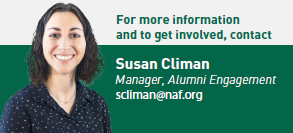 For more information
and to get involved, contact
Susan Climan
Manager, Alumni Engagement
scliman@naf.org